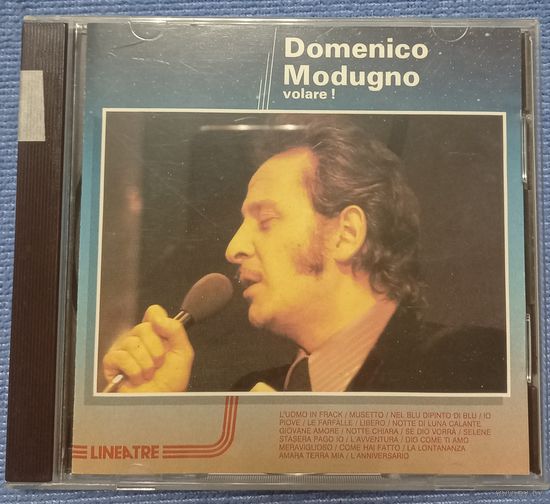 Domenico
Modugno
volare !
L'UOMO IN FRACK / MUSETTO / NEL BLU DIPINTO DI BLU / IO
PIOVE / LE FARFALLE / LIBERO / NOTTE DI LUNA CALANTE
GIOVANE AMORE / NOTTE CHIARA / SE DIO VORRÀ / SELENE
STASERA PAGO IO / L'AVVENTURA / DIO COME TI AMO
MERAVIGLIOSO / COME HAI FATTO / LA LONTANANZA
AMARA TERRA MIA / L'ANNIVERSARIO
LINEATRE